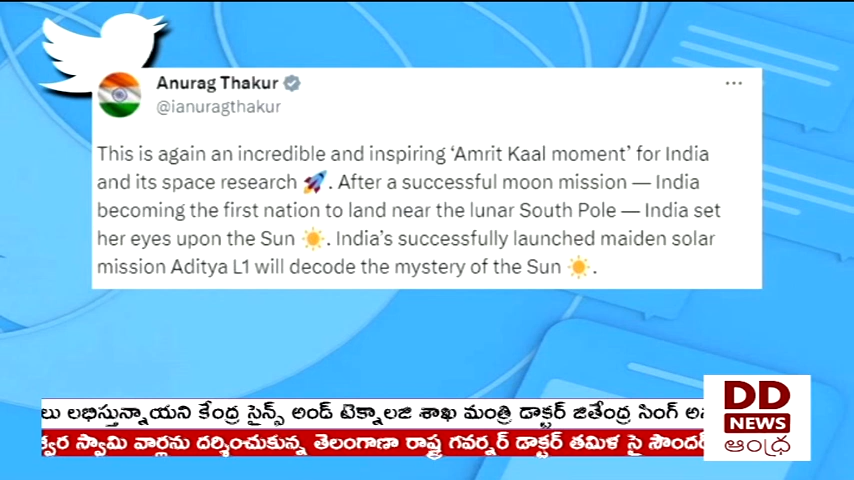 Anurag Thakur
@ianuragthakur
This is again an incredible and inspiring ‘Amrit Kaal moment’ for India
and its space research 🚀. After a successful moon mission — India
becoming the first nation to land near the lunar South Pole — India set
her eyes upon the Sun ☀️. India’s successfully launched maiden solar
mission Aditya L1 will decode the mystery of the Sun ☀️.
లు లభిస్తున్నాయని కేంద్ర సైన్స్ అండ్ టెక్నాలజి శాఖ మంత్రి డాక్టర్ జితేంద్ర సింగ్
స్వామి వార్లను దర్శించుకున్న తెలంగాణా రాష్ట్ర గవర్నర్ డాక్టర్ తమిళ సై
DD
NEWS
ఆంధ్ర